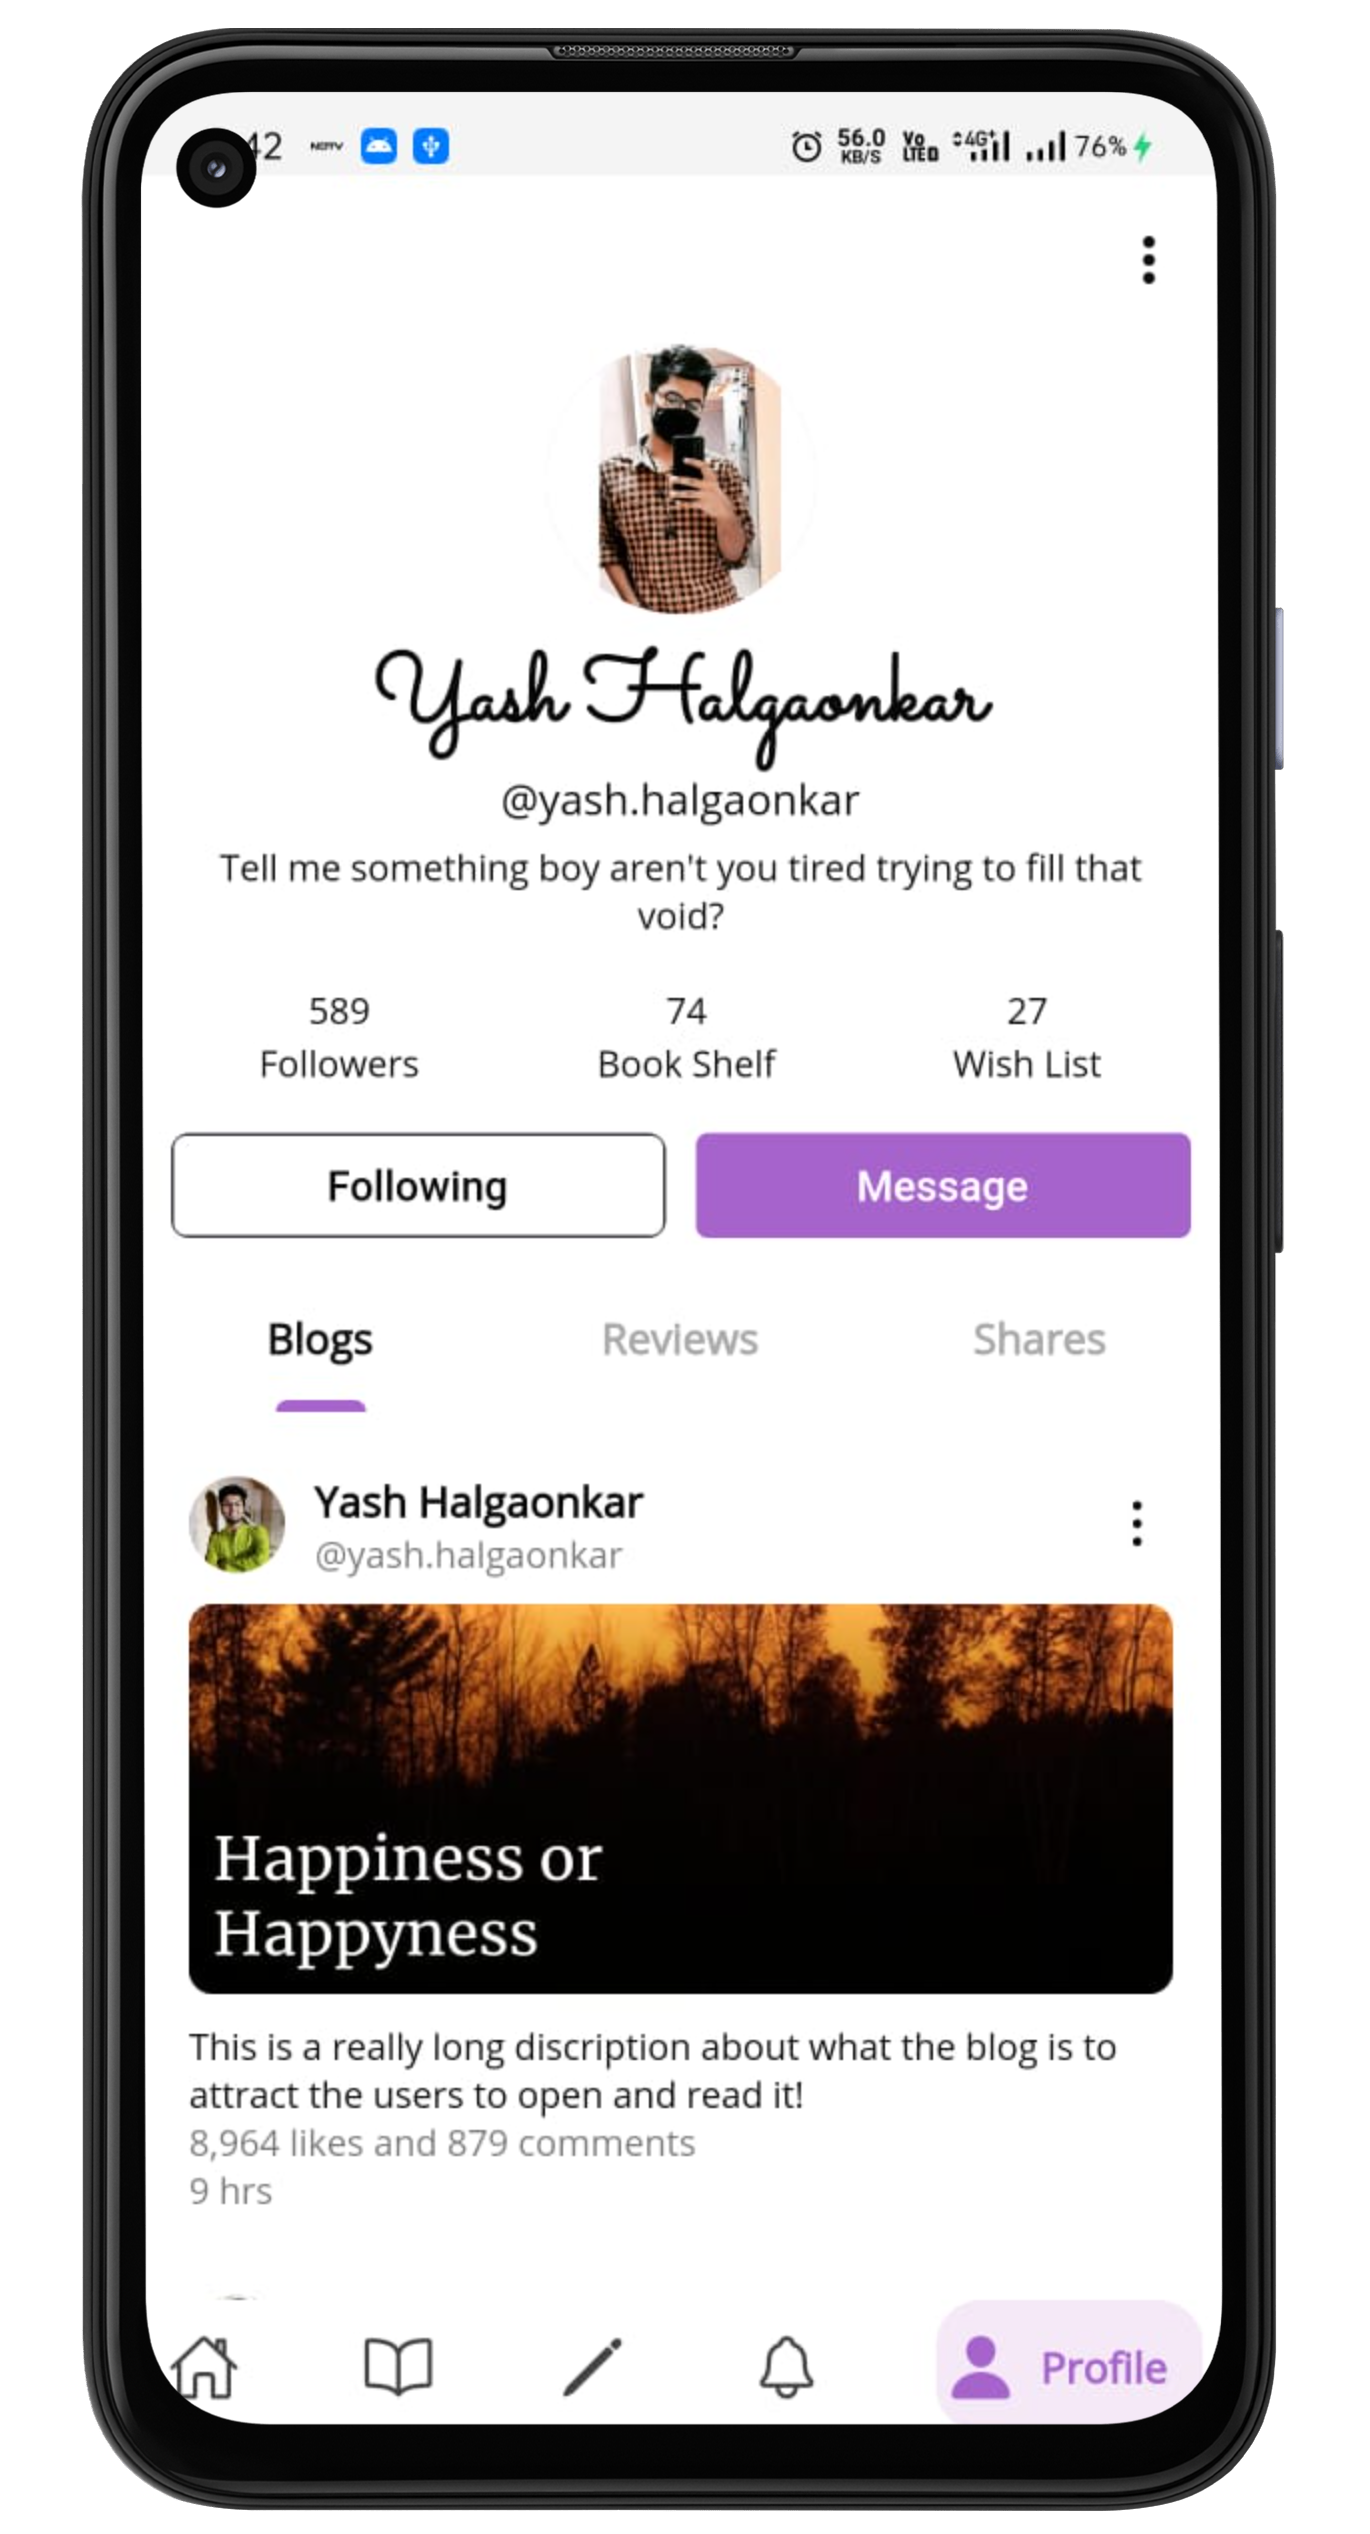 42 NDTV 56.0 KB/S Vo LTE 4G+ 76%
Yash Halgaonkar
@yash.halgaonkar
Tell me something boy aren't you tired trying to fill that
void?
589 74 27
Followers Book Shelf Wish List
Following Message
Blogs Reviews Shares
Yash Halgaonkar
@yash.halgaonkar
Happiness or
Happyness
This is a really long discription about what the blog is to
attract the users to open and read it!
8,964 likes and 879 comments
9 hrs
Profile